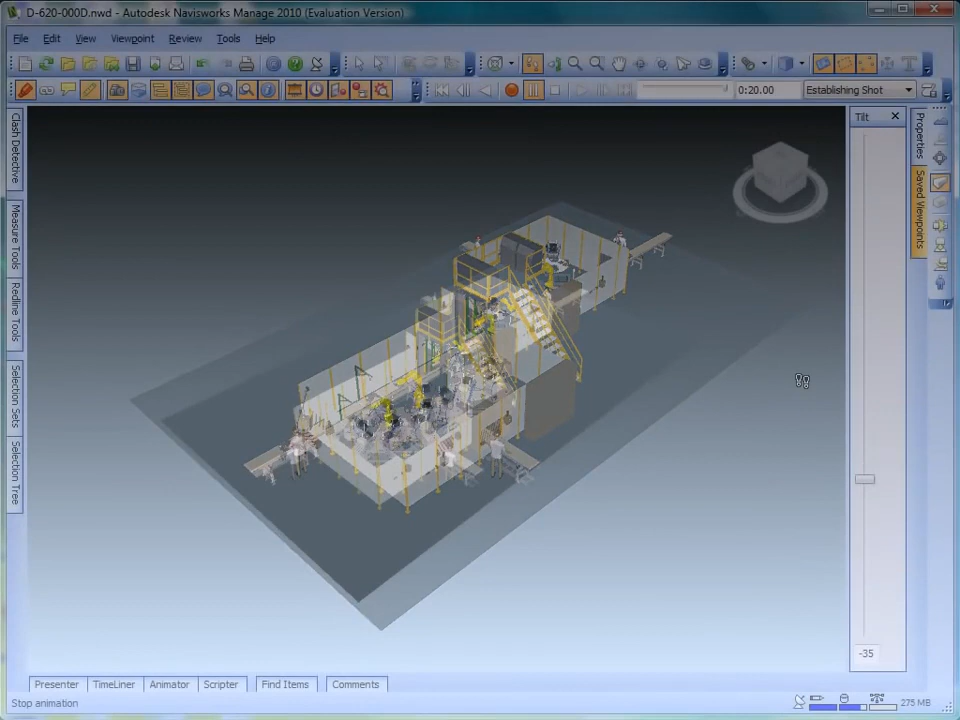 D-620-000D.nwd - Autodesk Navisworks Manage 2010 (Evaluation Version)
File Edit View Viewpoint Review Tools Help
0:20.00 Establishing Shot
Clash Detective
Measure Tools
Redline Tools
Selection Sets
Selection Tree
Tilt
-35
Properties
Saved Viewpoints
Presenter TimeLiner Animator Scripter Find Items Comments
Stop animation
275 MB